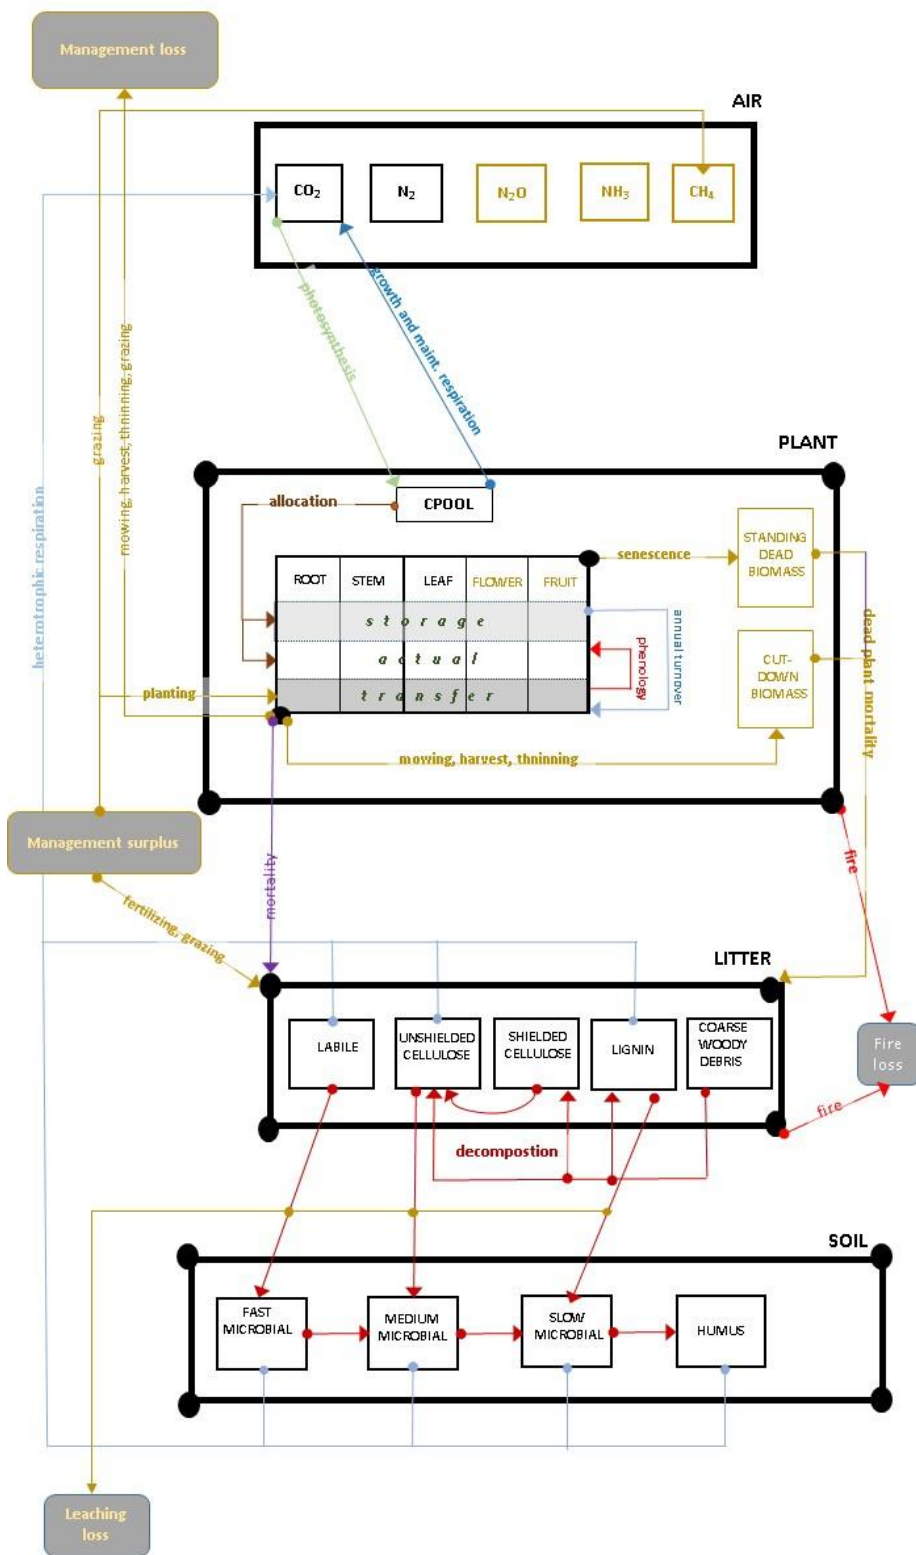 Management loss
AIR
CO2
N2
N2O
NH3
CH4
photosynthesis
growth and maint. respiration
grazing
mowing, harvest, thninning, grazing
heterotrophic respiration
PLANT
CPOOL
allocation
ROOT
STEM
LEAF
FLOWER
FRUIT
storage
actual
transfer
senescence
annual turnover
phenology
STANDING
DEAD
BIOMASS
CUT-
DOWN
BIOMASS
dead plant mortality
planting
mowing, harvest, thninning
Management surplus
mortality
fertilizing, grazing
fire
LITTER
LABILE
UNSHIELDED
CELLULOSE
SHIELDED
CELLULOSE
LIGNIN
COARSE
WOODY
DEBRIS
Fire
loss
fire
decompostion
SOIL
FAST
MICROBIAL
MEDIUM
MICROBIAL
SLOW
MICROBIAL
HUMUS
Leaching
loss